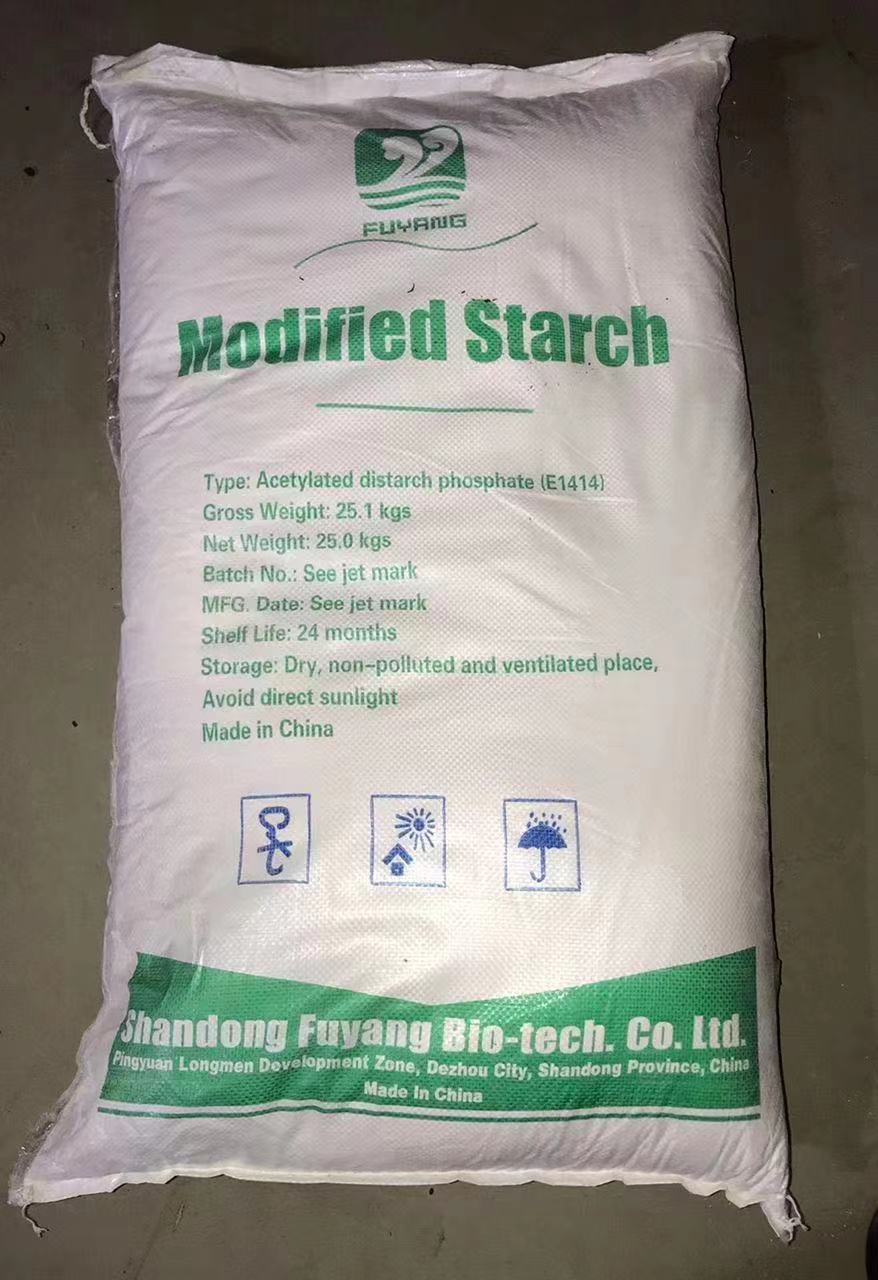 FUYANG
Modified Starch
Type: Acetylated distarch phosphate (E1414)
Gross Weight: 25.1 kgs
Net Weight: 25.0 kgs
Batch No.: See jet mark
MFG. Date: See jet mark
Shelf Life: 24 months
Storage: Dry, non-polluted and ventilated place,
Avoid direct sunlight
Made in China
Shandong Fuyang Bio-tech. Co. Ltd.
Pingyuan Longmen Development Zone, Dezhou City, Shandong Province, China
Made In China